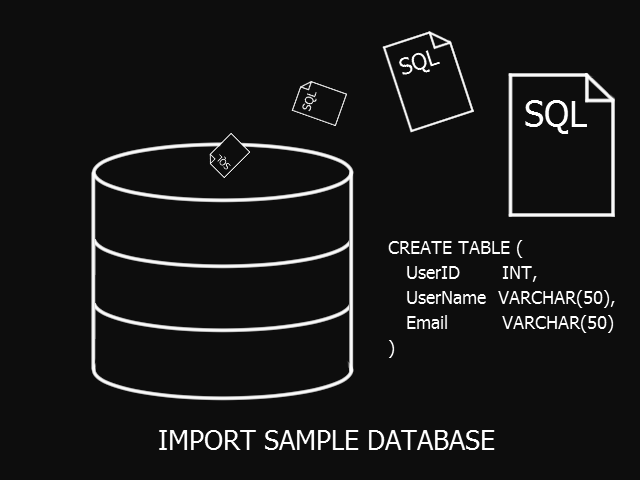 SQL
SQL
SQL
SQL
CREATE TABLE (
UserID INT,
UserName VARCHAR(50),
Email VARCHAR(50)
)
IMPORT SAMPLE DATABASE